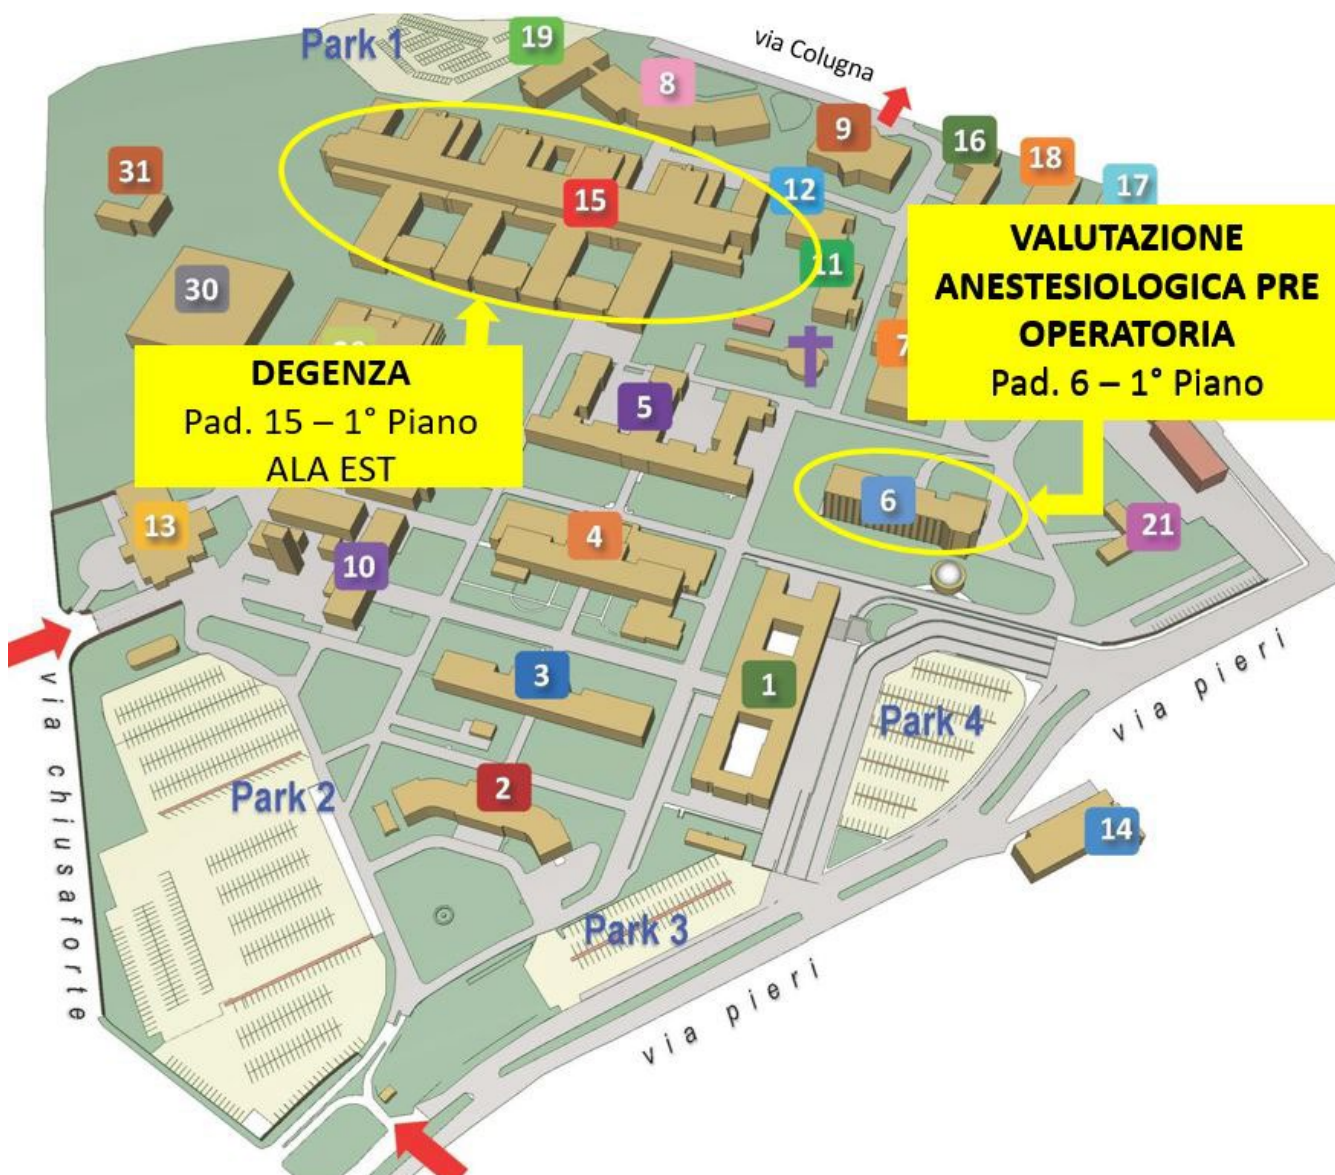 Park 1
19
8
via Colugna
9
16
18
17
31
15
12
11
30
VALUTAZIONE
ANESTESIOLOGICA PRE
OPERATORIA
Pad. 6 – 1° Piano
7
DEGENZA
Pad. 15 – 1° Piano
ALA EST
5
6
21
13
4
10
3
1
Park 4
via pieri
2
Park 2
14
via chiusaforte
Park 3
via pieri